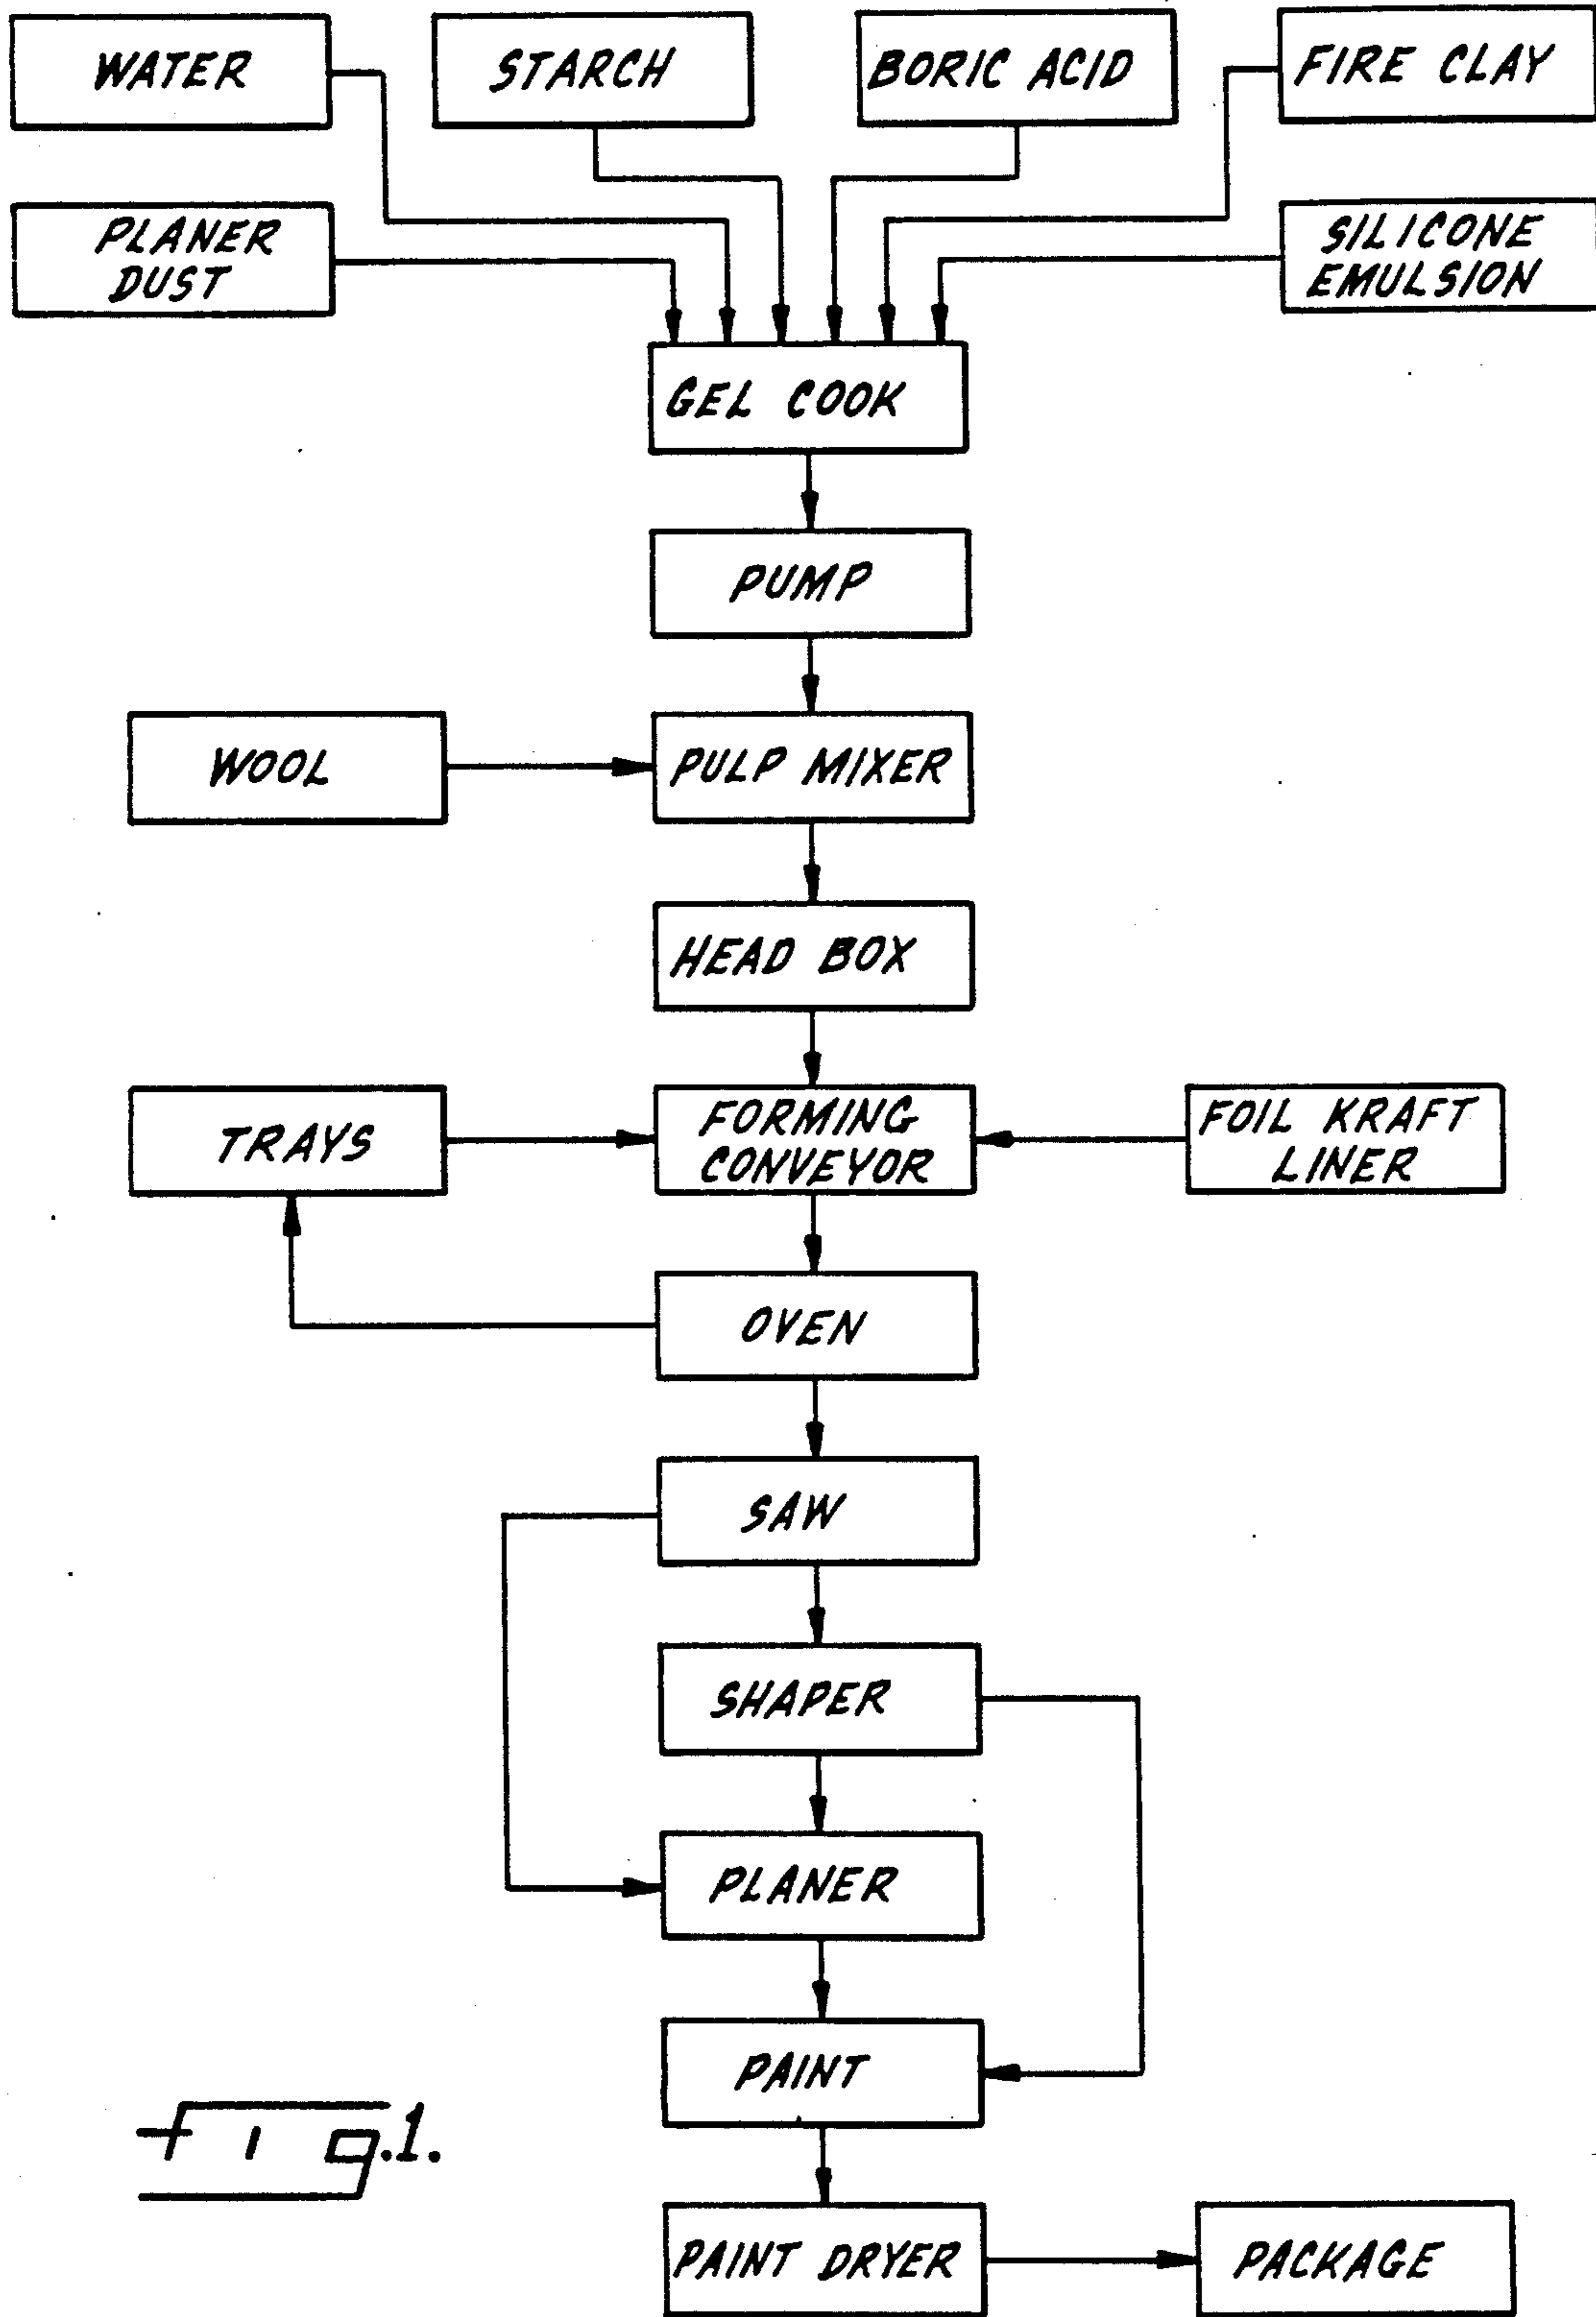 WATER
STARCH
BORIC ACID
FIRE CLAY
PLANER
DUST
SILICONE
EMULSION
GEL COOK
PUMP
WOOL
PULP MIXER
HEAD BOX
TRAYS
FORMING
CONVEYOR
FOIL KRAFT
LINER
OVEN
SAW
SHAPER
PLANER
PAINT
Fig.1.
PAINT DRYER
PACKAGE